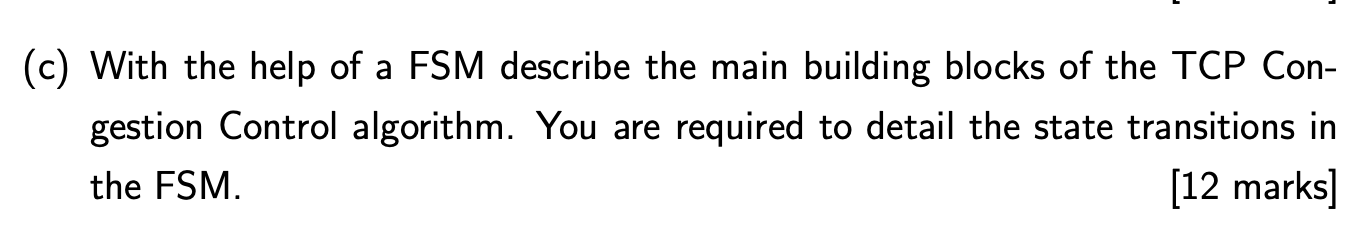 (c) With the help of a FSM describe the main building blocks of the TCP Con-
gestion Control algorithm. You are required to detail the state transitions in
the FSM. [12 marks]